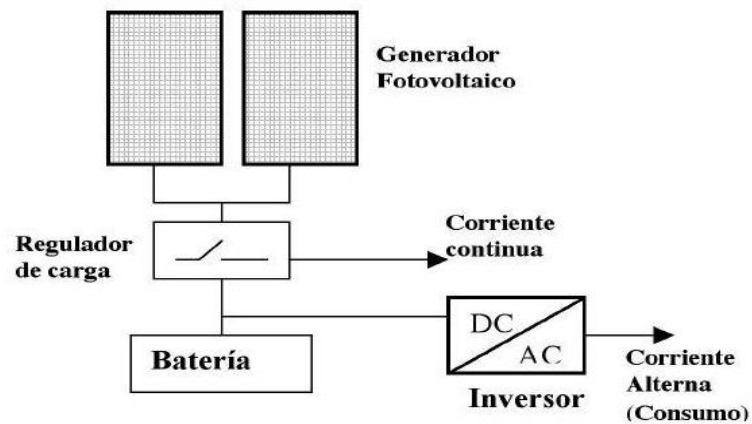 Generador
Fotovoltaico
Regulador
de carga
Corriente
continua
Batería
DC
AC
Inversor
Corriente
Alterna
(Consumo)